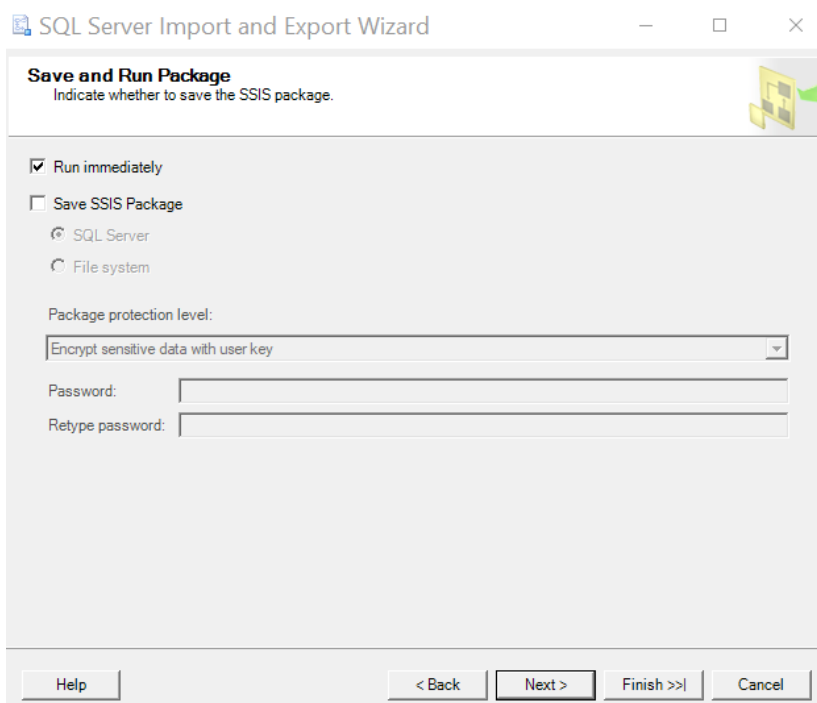 SQL Server Import and Export Wizard
Save and Run Package
Indicate whether to save the SSIS package.
Run immediately
Save SSIS Package
SQL Server
File system
Package protection level:
Encrypt sensitive data with user key
Password:
Retype password:
Help < Back Next > Finish >>| Cancel